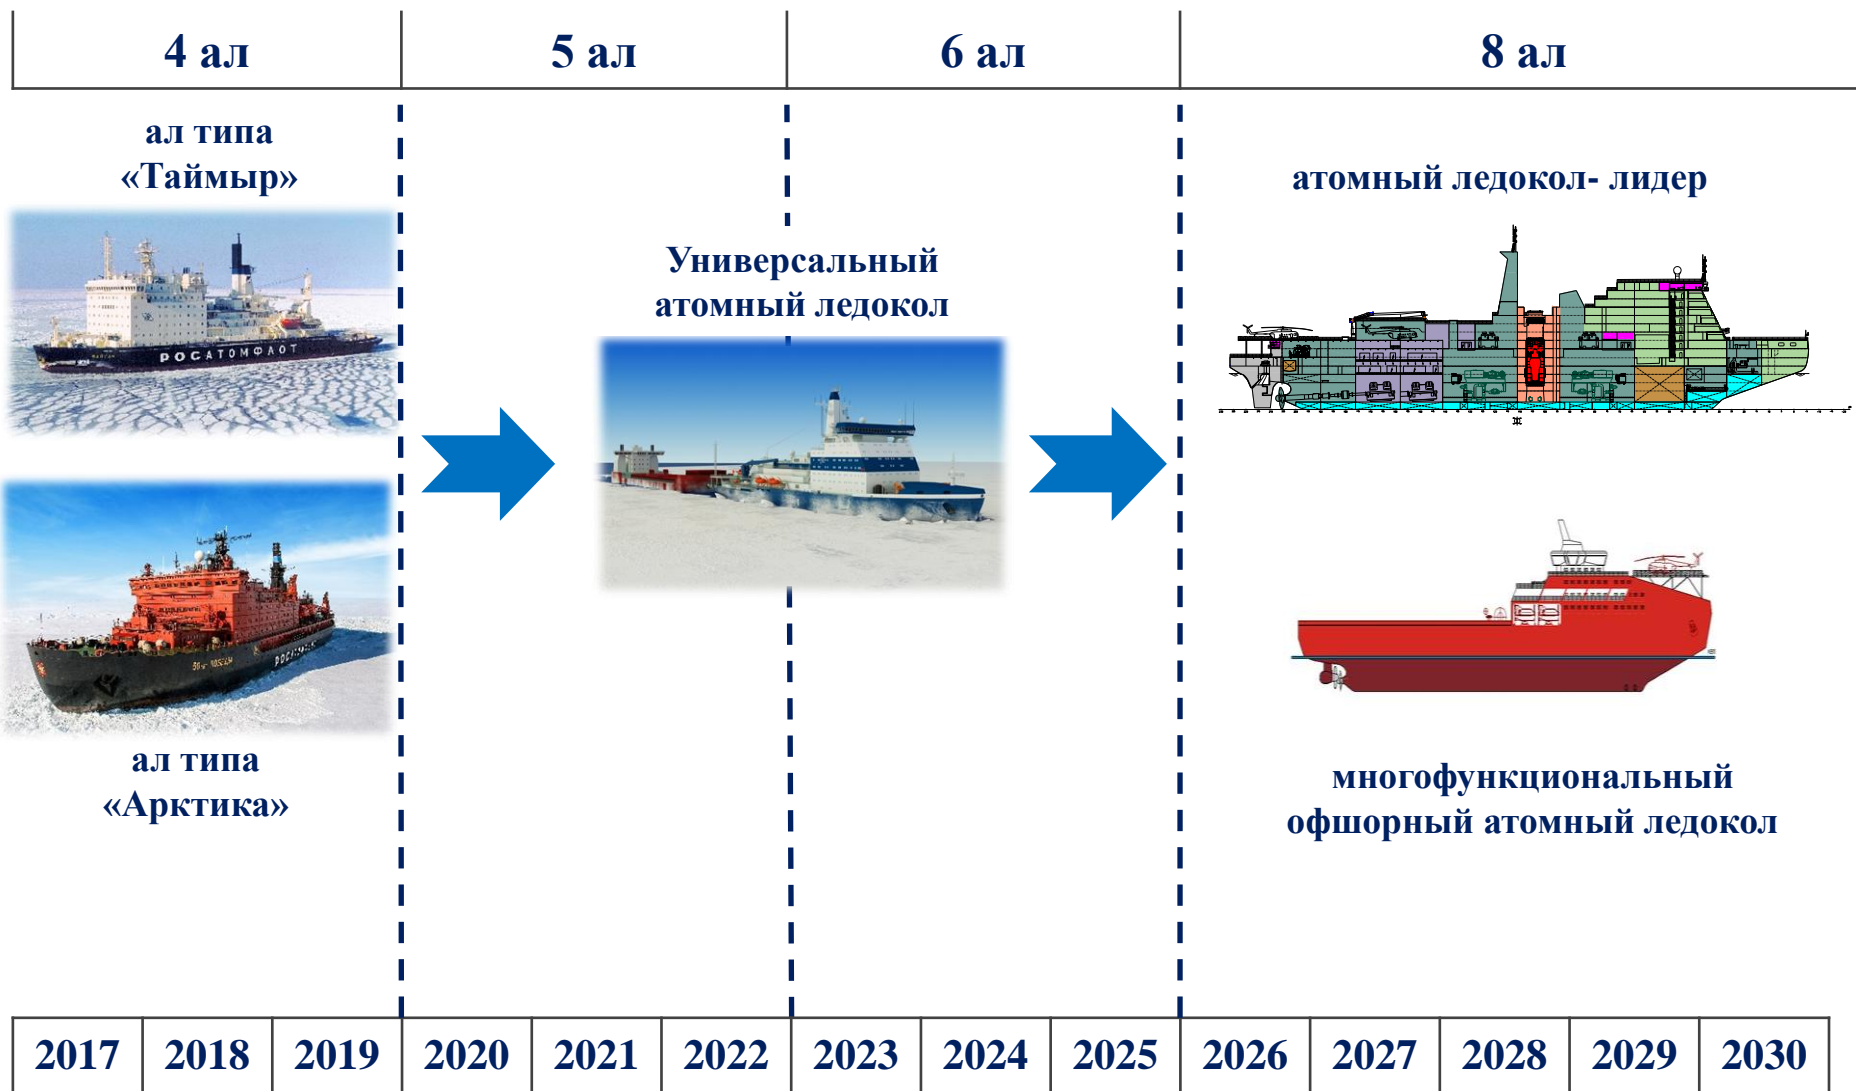 4 ал
5 ал
6 ал
8 ал
ал типа
«Таймыр»
РОСАТОМФЛОТ
ал типа
«Арктика»
Универсальный
атомный ледокол
атомный ледокол- лидер
многофункциональный
офшорный атомный ледокол
2017
2018
2019
2020
2021
2022
2023
2024
2025
2026
2027
2028
2029
2030